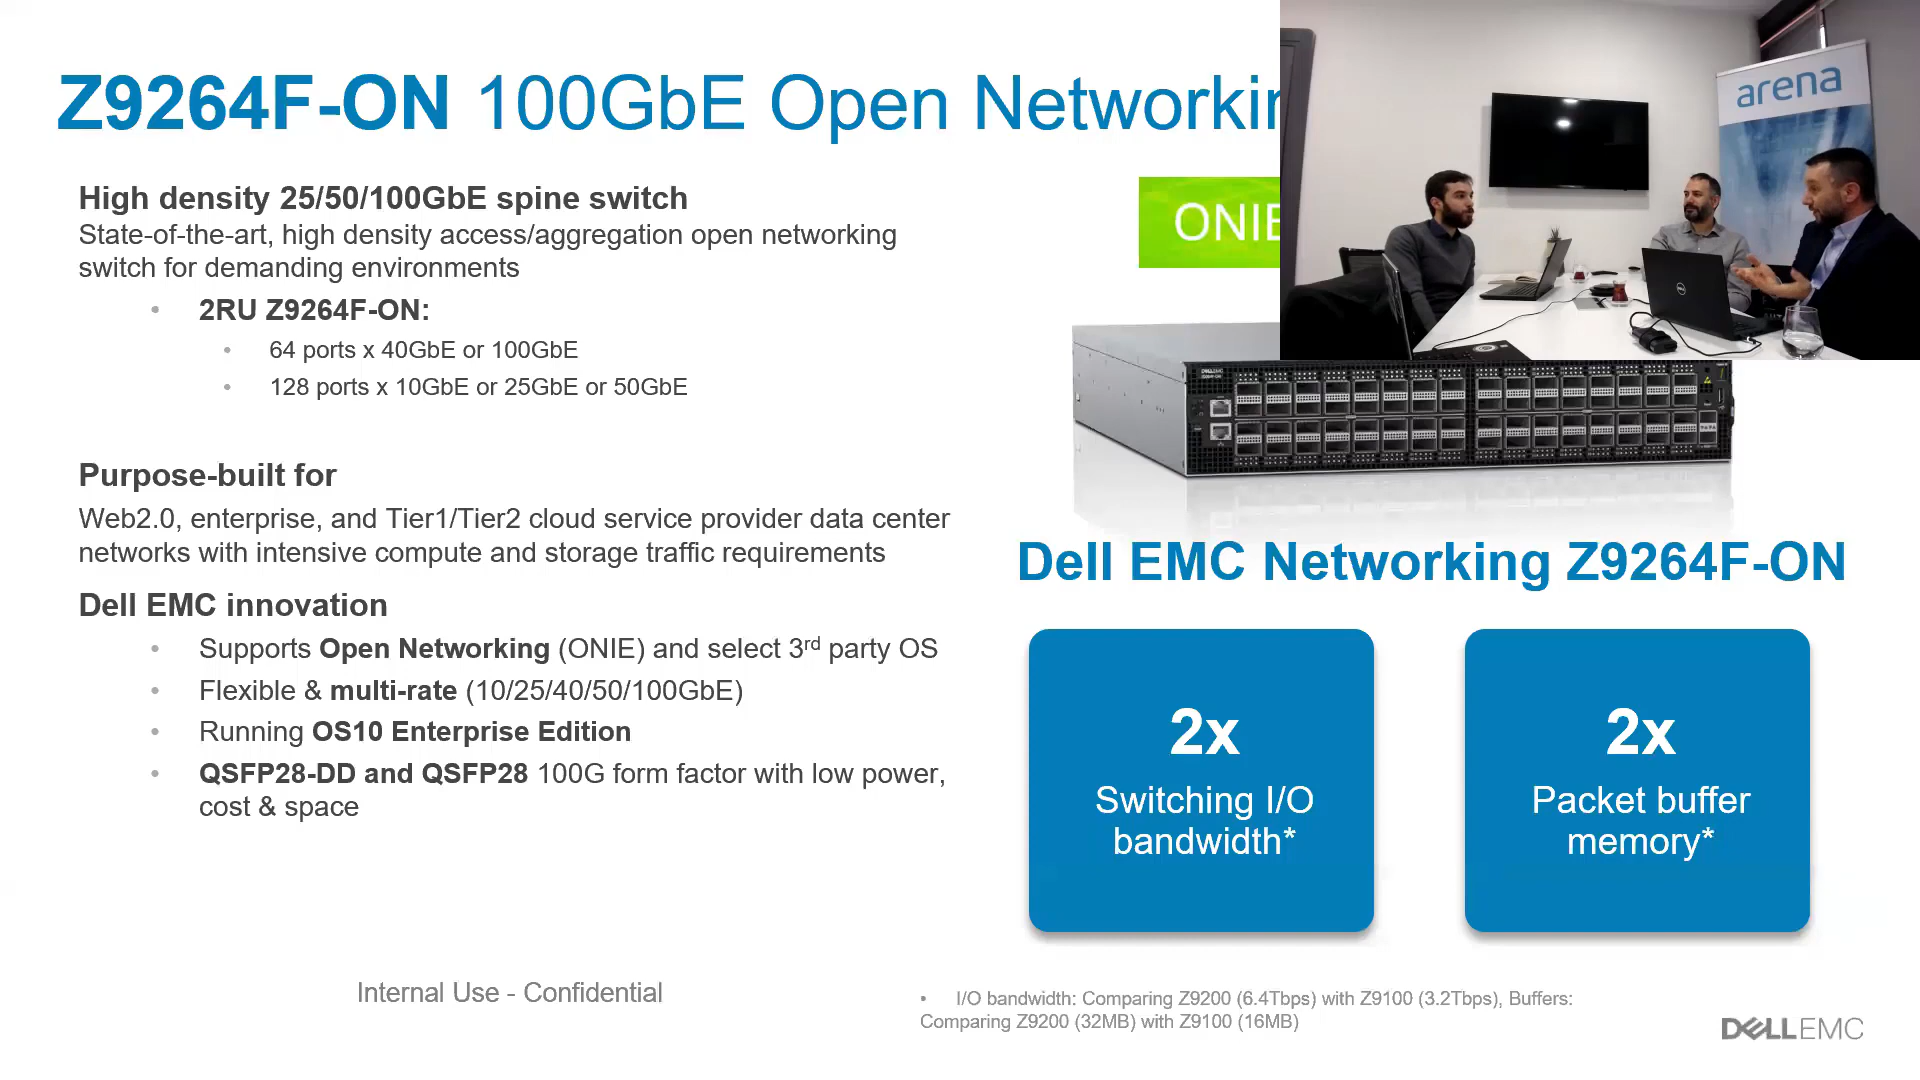 Z9264F-ON 100GbE Open Networkin
arena
High density 25/50/100GbE spine switch
State-of-the-art, high density access/aggregation open networking
switch for demanding environments
• 2RU Z9264F-ON:
• 64 ports x 40GbE or 100GbE
• 128 ports x 10GbE or 25GbE or 50GbE
ONIE
Purpose-built for
Web2.0, enterprise, and Tier1/Tier2 cloud service provider data center
networks with intensive compute and storage traffic requirements
Dell EMC innovation
• Supports Open Networking (ONIE) and select 3rd party OS
• Flexible & multi-rate (10/25/40/50/100GbE)
• Running OS10 Enterprise Edition
• QSFP28-DD and QSFP28 100G form factor with low power,
cost & space
Dell EMC Networking Z9264F-ON
2x
Switching I/O
bandwidth*
2x
Packet buffer
memory*
Internal Use - Confidential
• I/O bandwidth: Comparing Z9200 (6.4Tbps) with Z9100 (3.2Tbps), Buffers:
Comparing Z9200 (32MB) with Z9100 (16MB)
DELLEMC